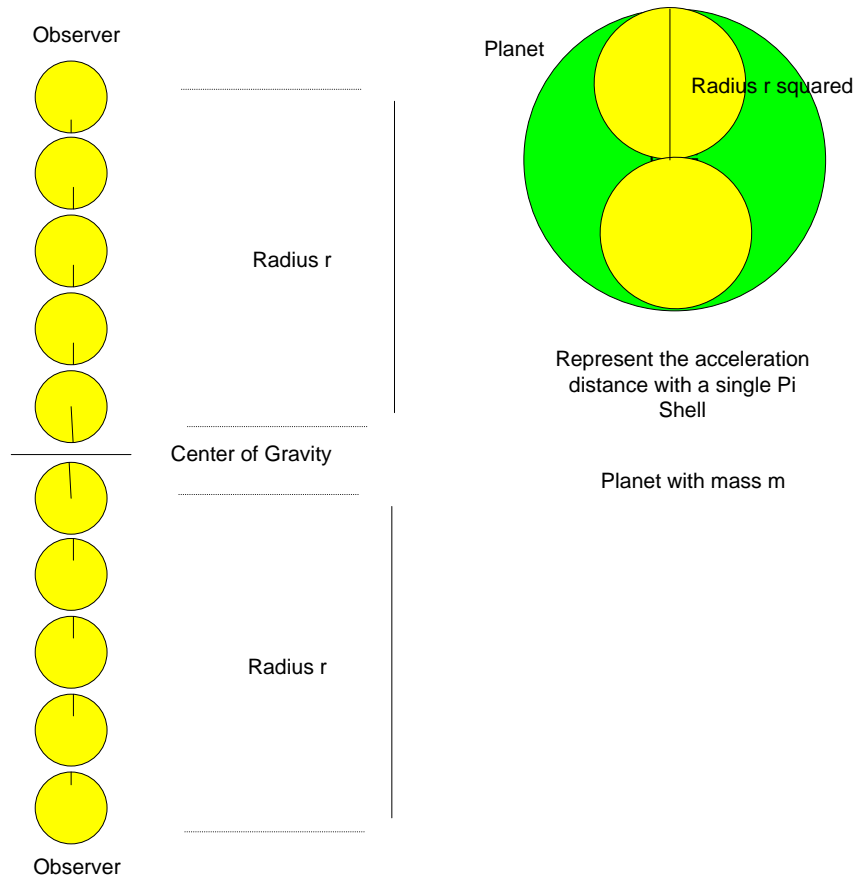 Observer
Planet
Radius r squared
Radius r
Represent the acceleration
distance with a single Pi
Shell
Center of Gravity
Planet with mass m
Radius r
Observer